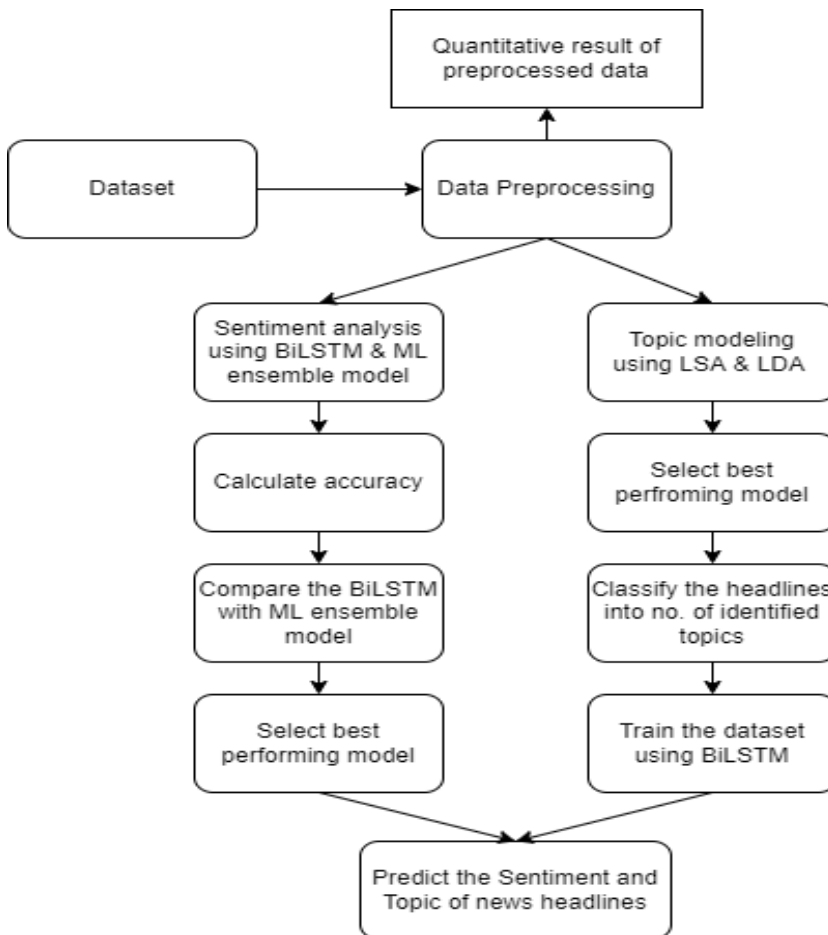 Quantitative result of
preprocessed data
Dataset
Data Preprocessing
Sentiment analysis
using BiLSTM & ML
ensemble model
Topic modeling
using LSA & LDA
Calculate accuracy
Select best
perfroming model
Compare the BiLSTM
with ML ensemble
model
Classify the headlines
into no. of identified
topics
Select best
performing model
Train the dataset
using BiLSTM
Predict the Sentiment and
Topic of news headlines